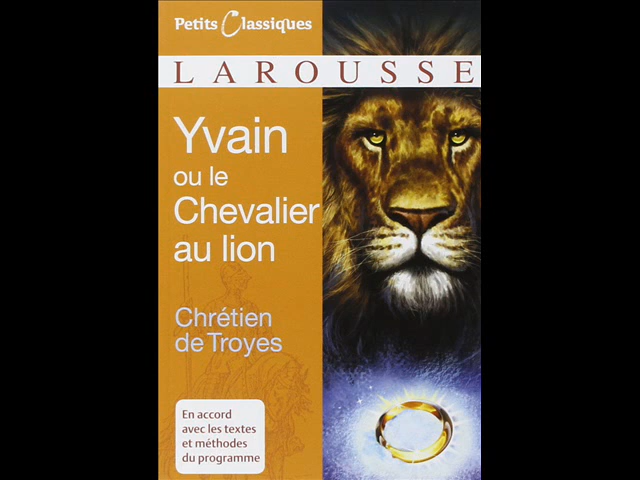 Petits Classiques
LAROUSSE
Yvain
ou le
Chevalier
au lion
Chrétien
de Troyes
En accord
avec les textes
et méthodes
du programme